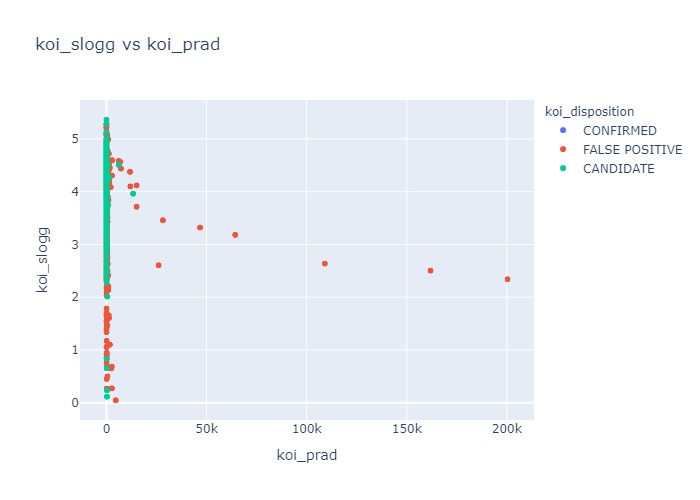 koi_slogg vs koi_prad
koi_disposition
CONFIRMED
FALSE POSITIVE
CANDIDATE
5
4
3
2
1
0
koi_slogg
0
50k
100k
150k
200k
koi_prad